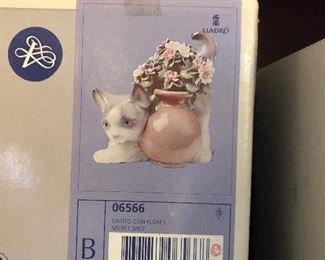 LLADRÓ
06566
GATITO CON FLORES
SECRET SPOT
B